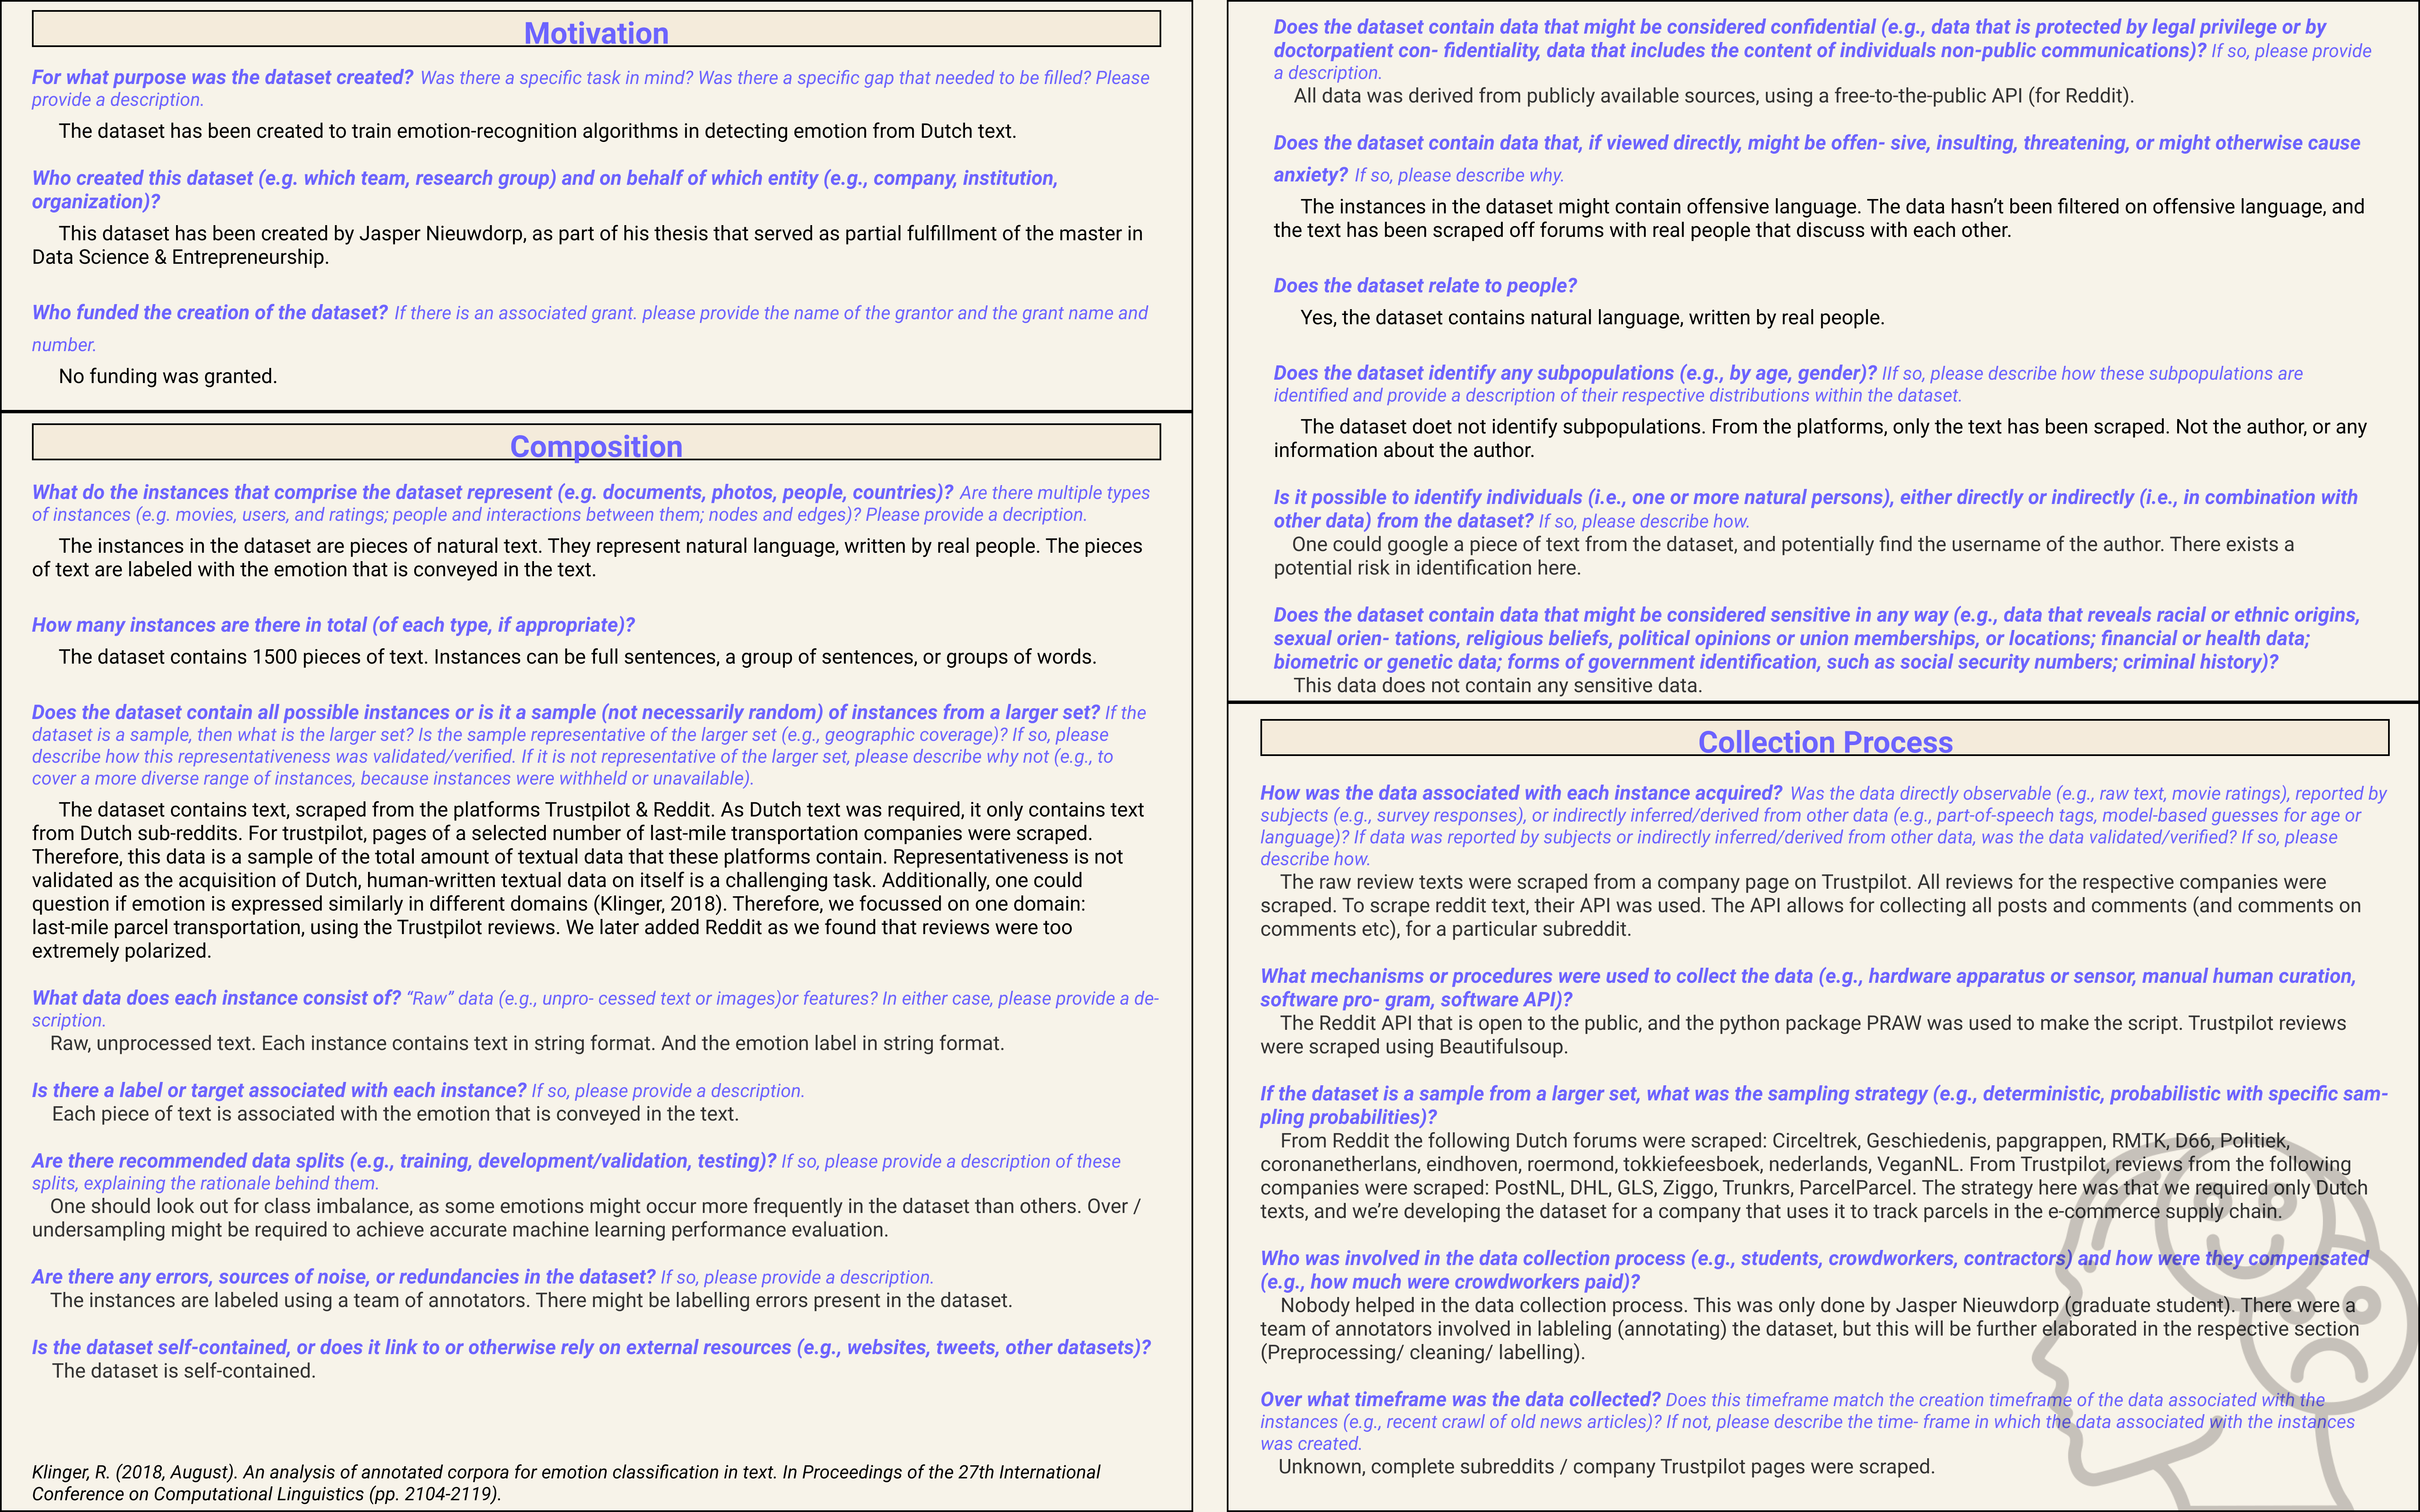 Motivation
For what purpose was the dataset created? Was there a specific task in mind? Was there a specific gap that needed to be filled? Please
provide a description.
The dataset has been created to train emotion-recognition algorithms in detecting emotion from Dutch text.
Who created this dataset (e.g. which team, research group) and on behalf of which entity (e.g., company, institution,
organization)?
This dataset has been created by Jasper Nieuwdorp, as part of his thesis that served as partial fulfillment of the master in
Data Science & Entrepreneurship.
Who funded the creation of the dataset? If there is an associated grant. please provide the name of the grantor and the grant name and
number.
No funding was granted.
Composition
What do the instances that comprise the dataset represent (e.g. documents, photos, people, countries)? Are there multiple types
of instances (e.g. movies, users, and ratings; people and interactions between them; nodes and edges)? Please provide a decription.
The instances in the dataset are pieces of natural text. They represent natural language, written by real people. The pieces
of text are labeled with the emotion that is conveyed in the text.
How many instances are there in total (of each type, if appropriate)?
The dataset contains 1500 pieces of text. Instances can be full sentences, a group of sentences, or groups of words.
Does the dataset contain all possible instances or is it a sample (not necessarily random) of instances from a larger set? If the
dataset is a sample, then what is the larger set? Is the sample representative of the larger set (e.g., geographic coverage)? If so, please
describe how this representativeness was validated/verified. If it is not representative of the larger set, please describe why not (e.g., to
cover a more diverse range of instances, because instances were withheld or unavailable).
The dataset contains text, scraped from the platforms Trustpilot & Reddit. As Dutch text was required, it only contains text
from Dutch sub-reddits. For trustpilot, pages of a selected number of last-mile transportation companies were scraped.
Therefore, this data is a sample of the total amount of textual data that these platforms contain. Representativeness is not
validated as the acquisition of Dutch, human-written textual data on itself is a challenging task. Additionally, one could
question if emotion is expressed similarly in different domains (Klinger, 2018). Therefore, we focussed on one domain:
last-mile parcel transportation, using the Trustpilot reviews. We later added Reddit as we found that reviews were too
extremely polarized.
What data does each instance consist of? “Raw” data (e.g., unpro- cessed text or images)or features? In either case, please provide a de-
scription.
Raw, unprocessed text. Each instance contains text in string format. And the emotion label in string format.
Is there a label or target associated with each instance? If so, please provide a description.
Each piece of text is associated with the emotion that is conveyed in the text.
Are there recommended data splits (e.g., training, development/validation, testing)? If so, please provide a description of these
splits, explaining the rationale behind them.
One should look out for class imbalance, as some emotions might occur more frequently in the dataset than others. Over /
undersampling might be required to achieve accurate machine learning performance evaluation.
Are there any errors, sources of noise, or redundancies in the dataset? If so, please provide a description.
The instances are labeled using a team of annotators. There might be labelling errors present in the dataset.
Is the dataset self-contained, or does it link to or otherwise rely on external resources (e.g., websites, tweets, other datasets)?
The dataset is self-contained.
Klinger, R. (2018, August). An analysis of annotated corpora for emotion classification in text. In Proceedings of the 27th International
Conference on Computational Linguistics (pp. 2104-2119).
Does the dataset contain data that might be considered confidential (e.g., data that is protected by legal privilege or by
doctorpatient con- fidentiality, data that includes the content of individuals non-public communications)? If so, please provide
a description.
All data was derived from publicly available sources, using a free-to-the-public API (for Reddit).
Does the dataset contain data that, if viewed directly, might be offen- sive, insulting, threatening, or might otherwise cause
anxiety? If so, please describe why.
The instances in the dataset might contain offensive language. The data hasn’t been filtered on offensive language, and
the text has been scraped off forums with real people that discuss with each other.
Does the dataset relate to people?
Yes, the dataset contains natural language, written by real people.
Does the dataset identify any subpopulations (e.g., by age, gender)? IIf so, please describe how these subpopulations are
identified and provide a description of their respective distributions within the dataset.
The dataset doet not identify subpopulations. From the platforms, only the text has been scraped. Not the author, or any
information about the author.
Is it possible to identify individuals (i.e., one or more natural persons), either directly or indirectly (i.e., in combination with
other data) from the dataset? If so, please describe how.
One could google a piece of text from the dataset, and potentially find the username of the author. There exists a
potential risk in identification here.
Does the dataset contain data that might be considered sensitive in any way (e.g., data that reveals racial or ethnic origins,
sexual orien- tations, religious beliefs, political opinions or union memberships, or locations; financial or health data;
biometric or genetic data; forms of government identification, such as social security numbers; criminal history)?
This data does not contain any sensitive data.
Collection Process
How was the data associated with each instance acquired? Was the data directly observable (e.g., raw text, movie ratings), reported by
subjects (e.g., survey responses), or indirectly inferred/derived from other data (e.g., part-of-speech tags, model-based guesses for age or
language)? If data was reported by subjects or indirectly inferred/derived from other data, was the data validated/verified? If so, please
describe how.
The raw review texts were scraped from a company page on Trustpilot. All reviews for the respective companies were
scraped. To scrape reddit text, their API was used. The API allows for collecting all posts and comments (and comments on
comments etc), for a particular subreddit.
What mechanisms or procedures were used to collect the data (e.g., hardware apparatus or sensor, manual human curation,
software pro- gram, software API)?
The Reddit API that is open to the public, and the python package PRAW was used to make the script. Trustpilot reviews
were scraped using Beautifulsoup.
If the dataset is a sample from a larger set, what was the sampling strategy (e.g., deterministic, probabilistic with specific sam-
pling probabilities)?
From Reddit the following Dutch forums were scraped: Circeltrek, Geschiedenis, papgrappen, RMTK, D66, Politiek,
coronanetherlans, eindhoven, roermond, tokkiefeesboek, nederlands, VeganNL. From Trustpilot, reviews from the following
companies were scraped: PostNL, DHL, GLS, Ziggo, Trunkrs, ParcelParcel. The strategy here was that we required only Dutch
texts, and we’re developing the dataset for a company that uses it to track parcels in the e-commerce supply chain.
Who was involved in the data collection process (e.g., students, crowdworkers, contractors) and how were they compensated
(e.g., how much were crowdworkers paid)?
Nobody helped in the data collection process. This was only done by Jasper Nieuwdorp (graduate student). There were a
team of annotators involved in lableling (annotating) the dataset, but this will be further elaborated in the respective section
(Preprocessing/ cleaning/ labelling).
Over what timeframe was the data collected? Does this timeframe match the creation timeframe of the data associated with the
instances (e.g., recent crawl of old news articles)? If not, please describe the time- frame in which the data associated with the instances
was created.
Unknown, complete subreddits / company Trustpilot pages were scraped.